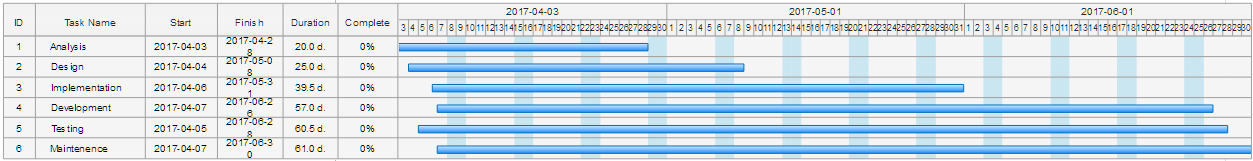 ID Task Name Start Finish Duration Complete 2017-04-03 2017-05-01 2017-06-01
3 4 5 6 7 8 9 10 11 12 13 14 15 16 17 18 19 20 21 22 23 24 25 26 27 28 29 30 1 2 3 4 5 6 7 8 9 10 11 12 13 14 15 16 17 18 19 20 21 22 23 24 25 26 27 28 29 30 31 1 2 3 4 5 6 7 8 9 10 11 12 13 14 15 16 17 18 19 20 21 22 23 24 25 26 27 28 29 30
1 Analysis 2017-04-03 2017-04-28 20.0 d. 0%
2 Design 2017-04-04 2017-05-08 25.0 d. 0%
3 Implementation 2017-04-06 2017-05-31 39.5 d. 0%
4 Development 2017-04-07 2017-06-26 57.0 d. 0%
5 Testing 2017-04-05 2017-06-28 60.5 d. 0%
6 Maintenence 2017-04-07 2017-06-30 61.0 d. 0%